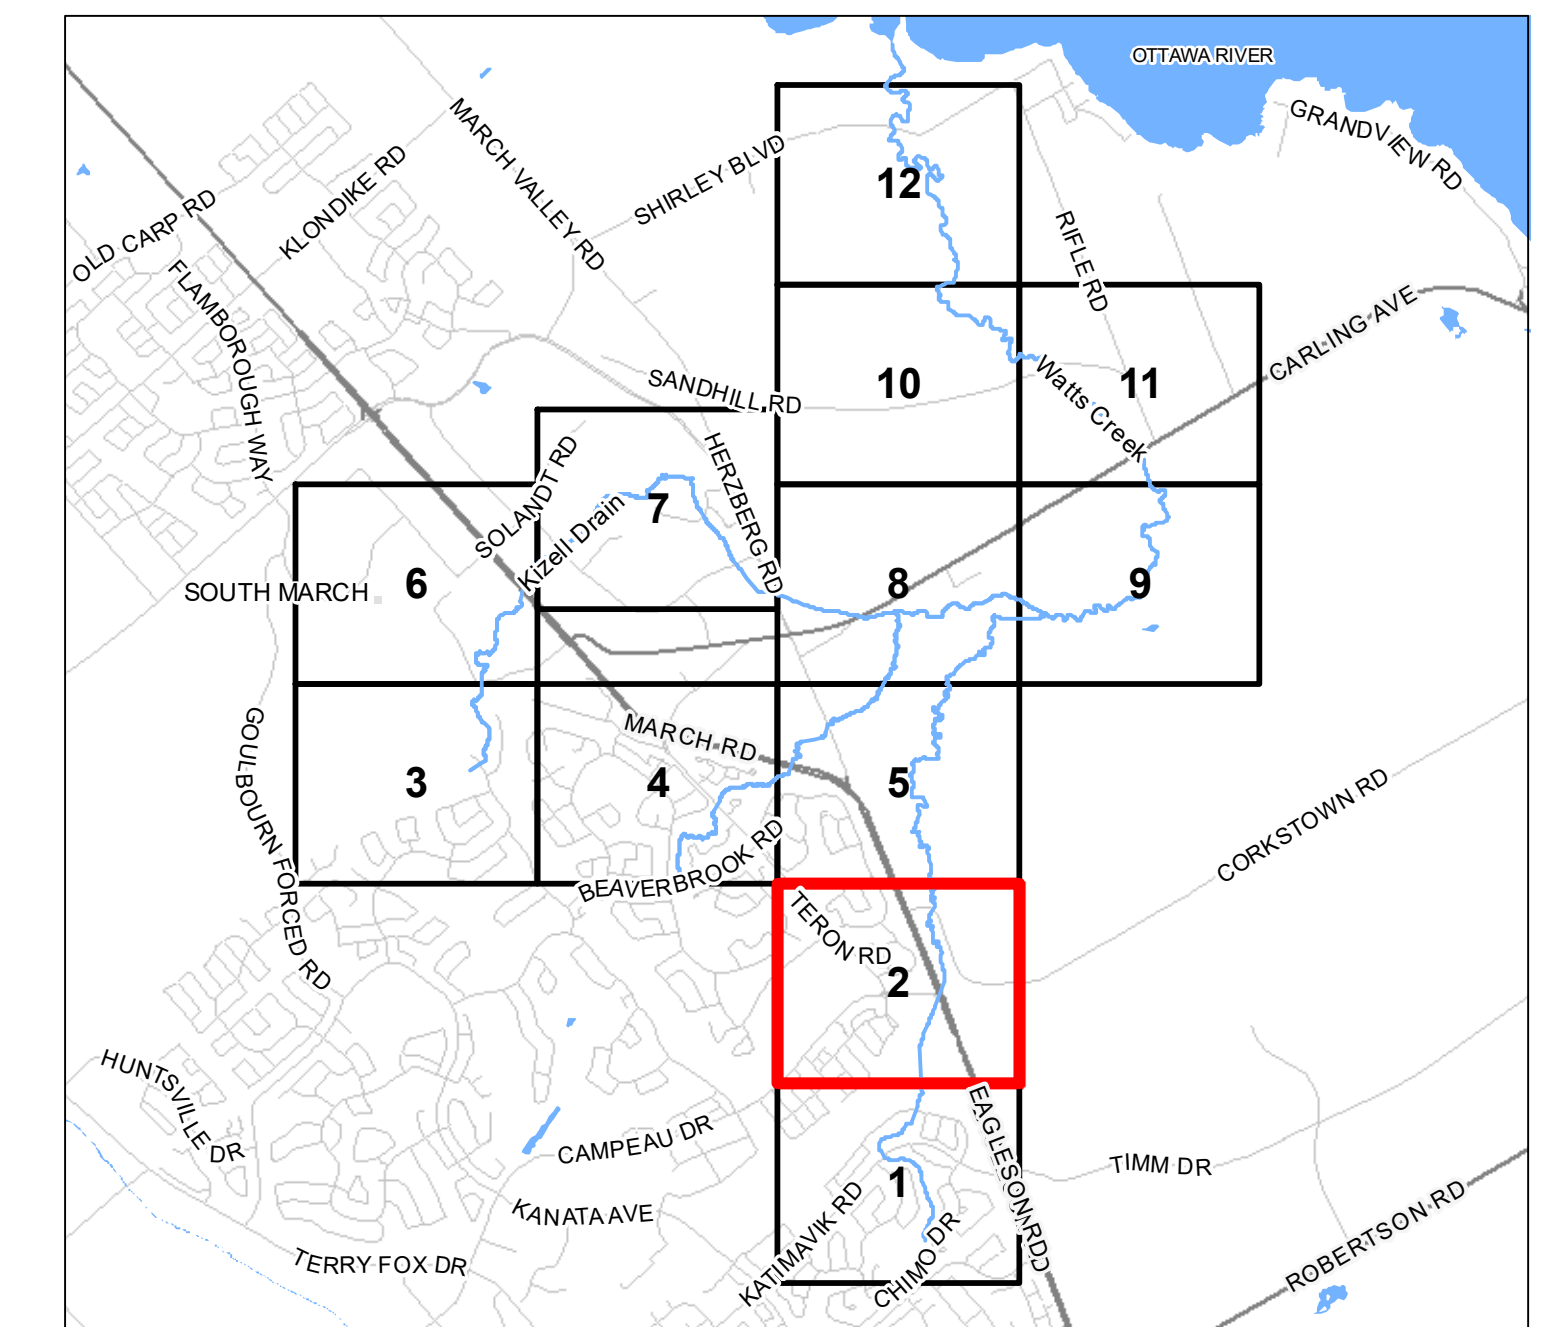 OTTAWA RIVER
GRANDVIEW RD
MARCH VALLEY RD
KLONDIKE RD
SHIRLEY BLVD
12
OLD CARP RD
RIFLE RD
FLAMBOROUGH WAY
CARLING AVE
SANDHILL RD
10
Watts Creek
11
SOLANDT RD
HERZBERG RD
7
Kizell Drain
SOUTH MARCH
6
8
9
GOULBOURN FORCED RD
MARCH RD
3
4
5
CORKSTOWN RD
BEAVERBROOK RD
TERON RD
2
HUNTSVILLE DR
CAMPEAU DR
EAGLESON RD
TIMM DR
1
KANATA AVE
KATIMAVIK RD
CHIMO DR
ROBERTSON RD
TERRY FOX DR